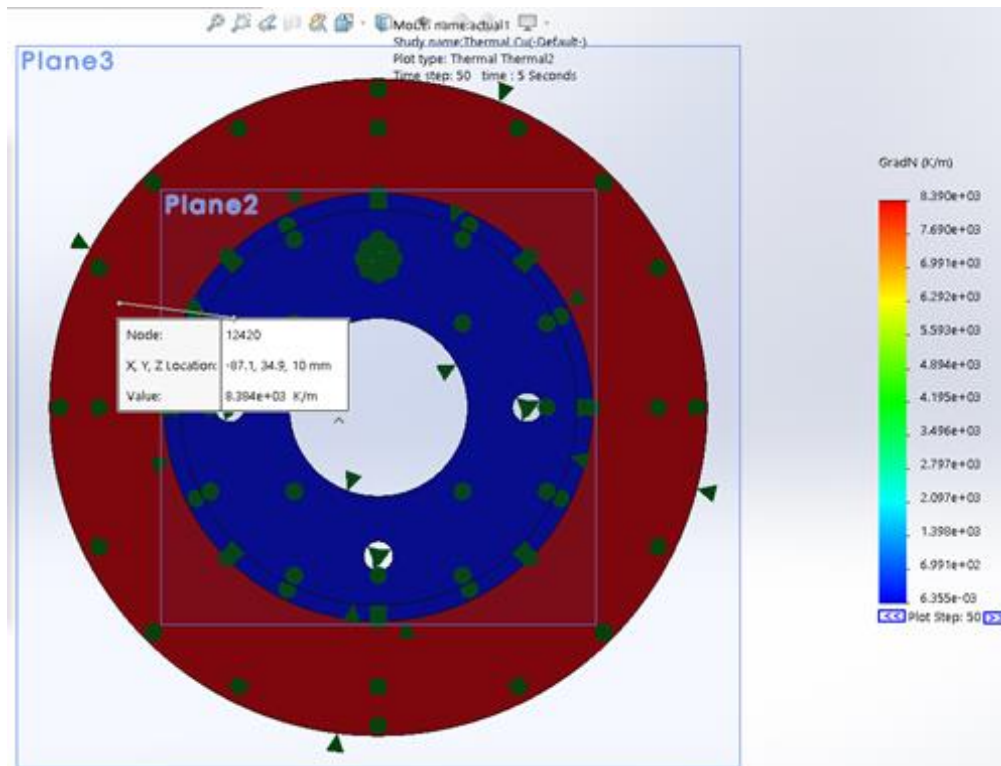 name:actual1
Study name:Thermal Cu(-Default-)
Plot type: Thermal Thermal2
Time step: 50 time : 5 Seconds
Plane3
Plane2
GradN (K/m)
8.390e+03
7.690e+03
6.991e+03
6.292e+03
5.593e+03
4.894e+03
4.195e+03
3.496e+03
2.797e+03
2.097e+03
1.398e+03
6.991e+02
6.355e-03
<< Plot Step: 50 >>
Node: 12420
X, Y, Z Location: -87.1, 34.9, 10 mm
Value: 8.384e+03 K/m